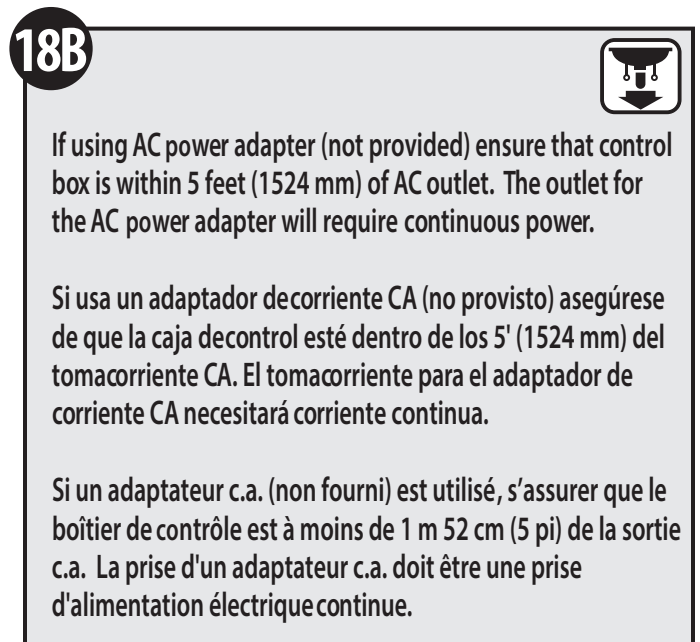 18B
If using AC power adapter (not provided) ensure that control
box is within 5 feet (1524 mm) of AC outlet.  The outlet for
the AC power adapter will require continuous power.
Si usa un adaptador decorriente CA (no provisto) asegúrese
de que la caja decontrol esté dentro de los 5' (1524 mm) del
tomacorriente CA. El tomacorriente para el adaptador de
corriente CA necesitará corriente continua.
Si un adaptateur c.a. (non fourni) est utilisé, s’assurer que le
boîtier de contrôle est à moins de 1 m 52 cm (5 pi) de la sortie
c.a.  La prise d'un adaptateur c.a. doit être une prise
d'alimentation électrique continue.